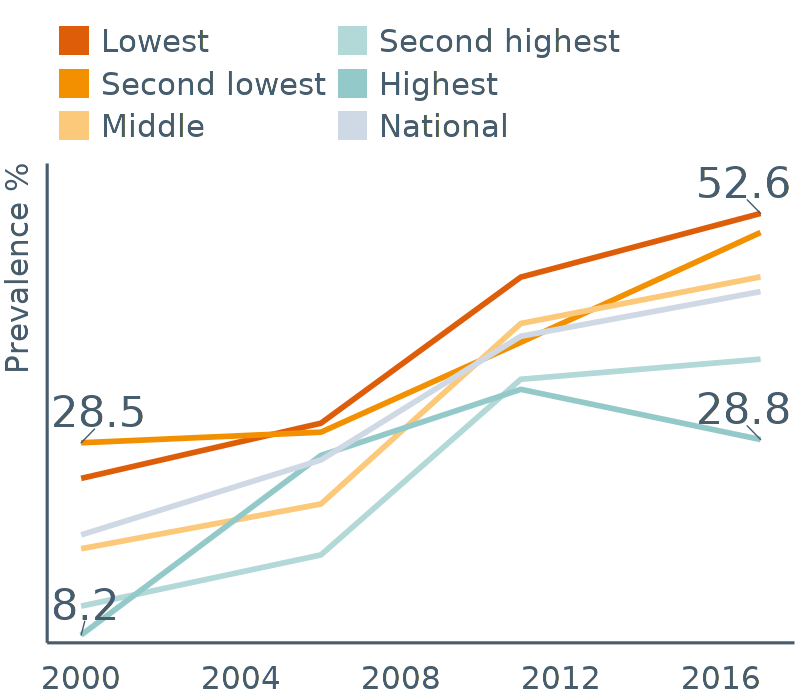 Lowest
Second lowest
Middle
Second highest
Highest
National
Prevalence %
52.6
28.5
28.8
8.2
2000 2004 2008 2012 2016